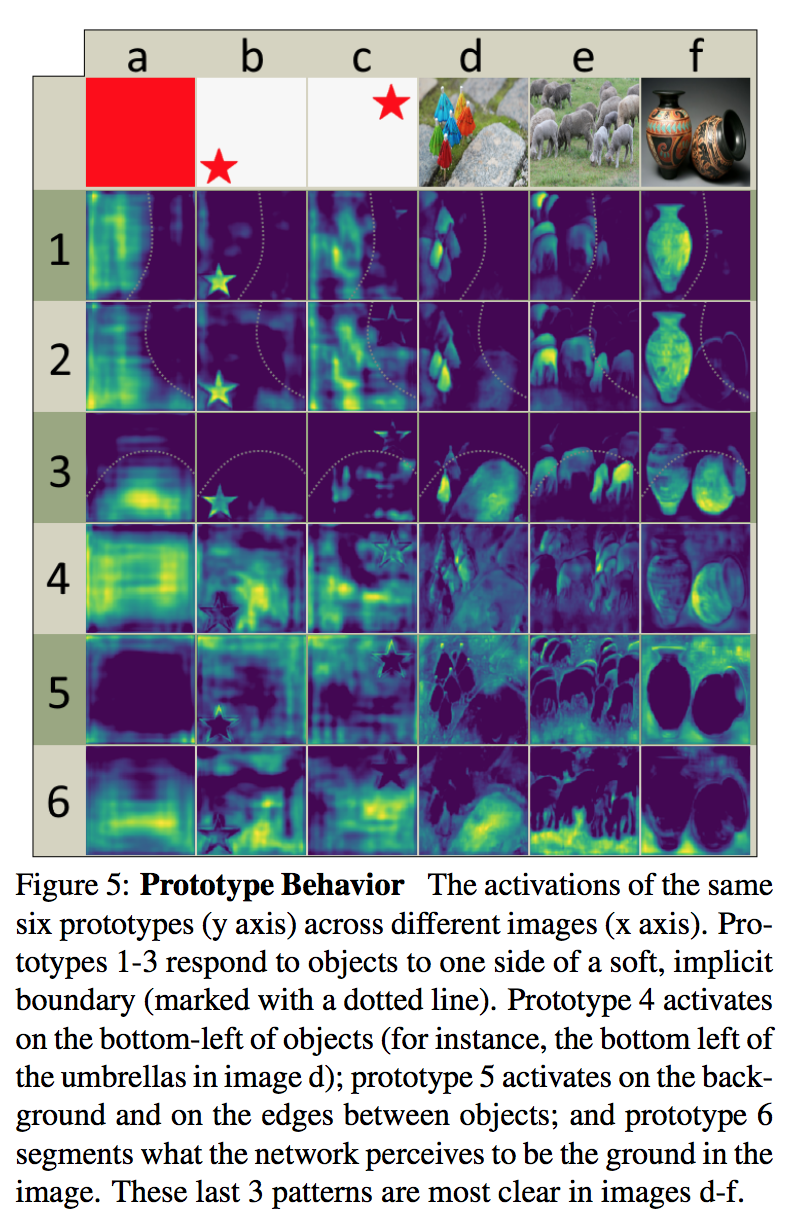 a b c d e f
1
2
3
4
5
6
Figure 5: Prototype Behavior The activations of the same
six prototypes (y axis) across different images (x axis). Pro-
totypes 1-3 respond to objects to one side of a soft, implicit
boundary (marked with a dotted line). Prototype 4 activates
on the bottom-left of objects (for instance, the bottom left of
the umbrellas in image d); prototype 5 activates on the back-
ground and on the edges between objects; and prototype 6
segments what the network perceives to be the ground in the
image. These last 3 patterns are most clear in images d-f.